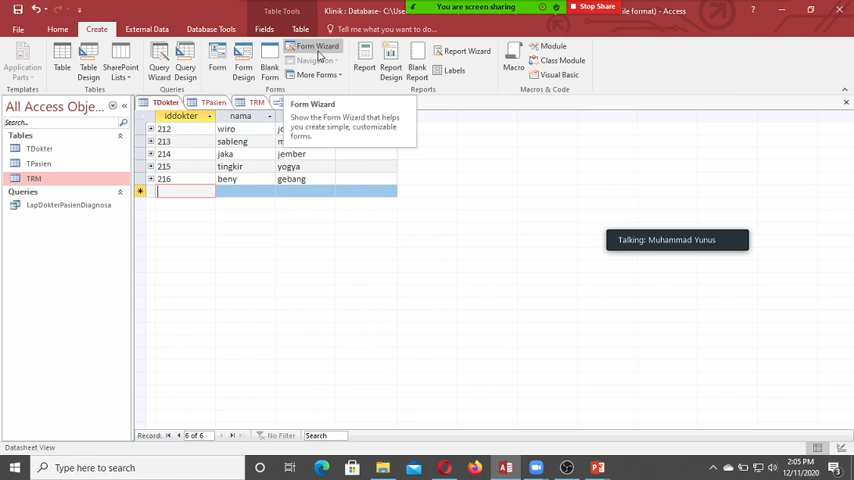 Table Tools
Klinik : Database- C:\Use
You are screen sharing
Stop Share
ile format) - Access
File
Home
Create
External Data
Database Tools
Fields
Table
Tell me what you want to do...
Application Parts
Table
Table Design
SharePoint Lists
Query Wizard
Query Design
Form
Form Design
Blank Form
Form Wizard
Navigation
More Forms
Report
Report Design
Blank Report
Report Wizard
Labels
Macro
Module
Class Module
Visual Basic
Templates
Tables
Queries
Forms
Reports
Macros & Code
All Access Obje...
Search...
Tables
TDokter
TPasien
TRM
Queries
LapDokterPasienDiagnosa
TDokter
TPasien
TRM
Form Wizard
Show the Form Wizard that helps
you create simple, customizable
forms.
iddokter nama
212 wiro jo
213 sableng m
214 jaka jember
215 tingkir yogya
216 beny gebang
Talking: Muhammad Yunus
Record: 6 of 6 No Filter Search
Datasheet View
Type here to search
2:05 PM
12/11/2020
3